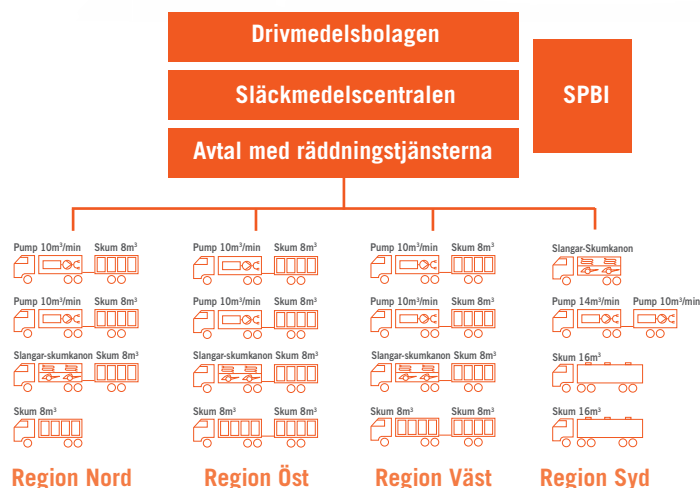 Drivmedelsbolagen
Släckmedelscentralen
SPBI
Avtal med räddningstjänsterna
Pump 10m³/min Skum 8m³
Pump 10m³/min Skum 8m³
Pump 10m³/min Skum 8m³
Slangar-Skumkanon
Pump 10m³/min Skum 8m³
Pump 10m³/min Skum 8m³
Pump 10m³/min Skum 8m³
Pump 14m³/min Pump 10m³/min
Slangar-skumkanon Skum 8m³
Slangar-skumkanon Skum 8m³
Slangar-skumkanon Skum 8m³
Skum 16m³
Skum 8m³
Skum 8m³ Skum 8m³
Skum 8m³ Skum 8m³
Skum 16m³
Region Nord
Region Öst
Region Väst
Region Syd